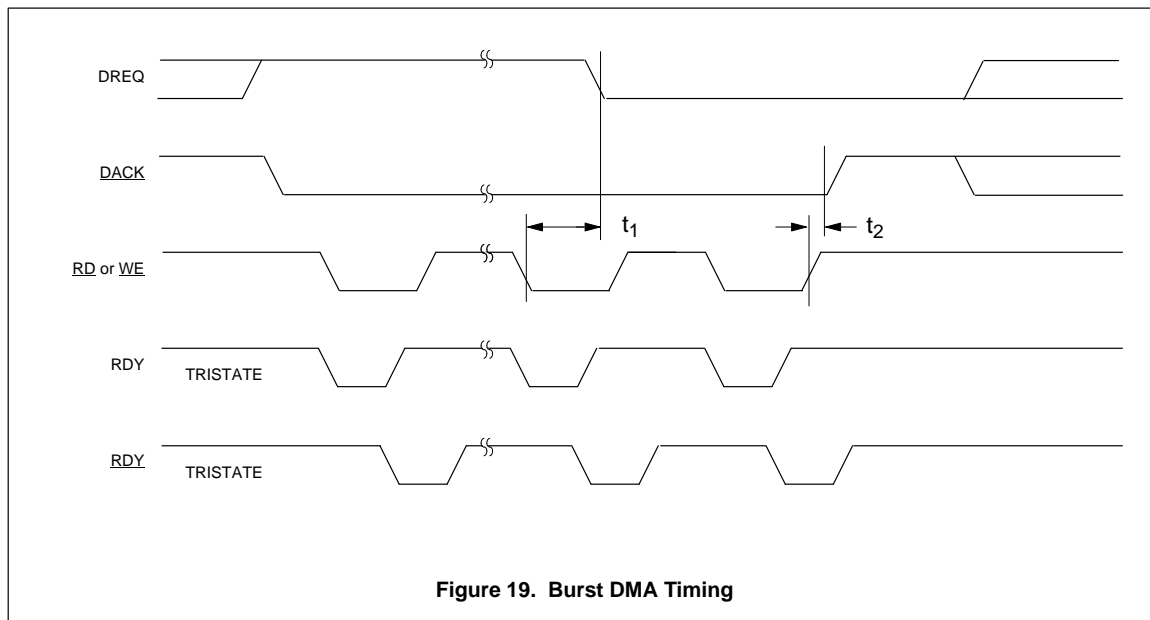 DREQ
DACK
t1
t2
RD or WE
RDY
TRISTATE
RDY
TRISTATE
Figure 19. Burst DMA Timing